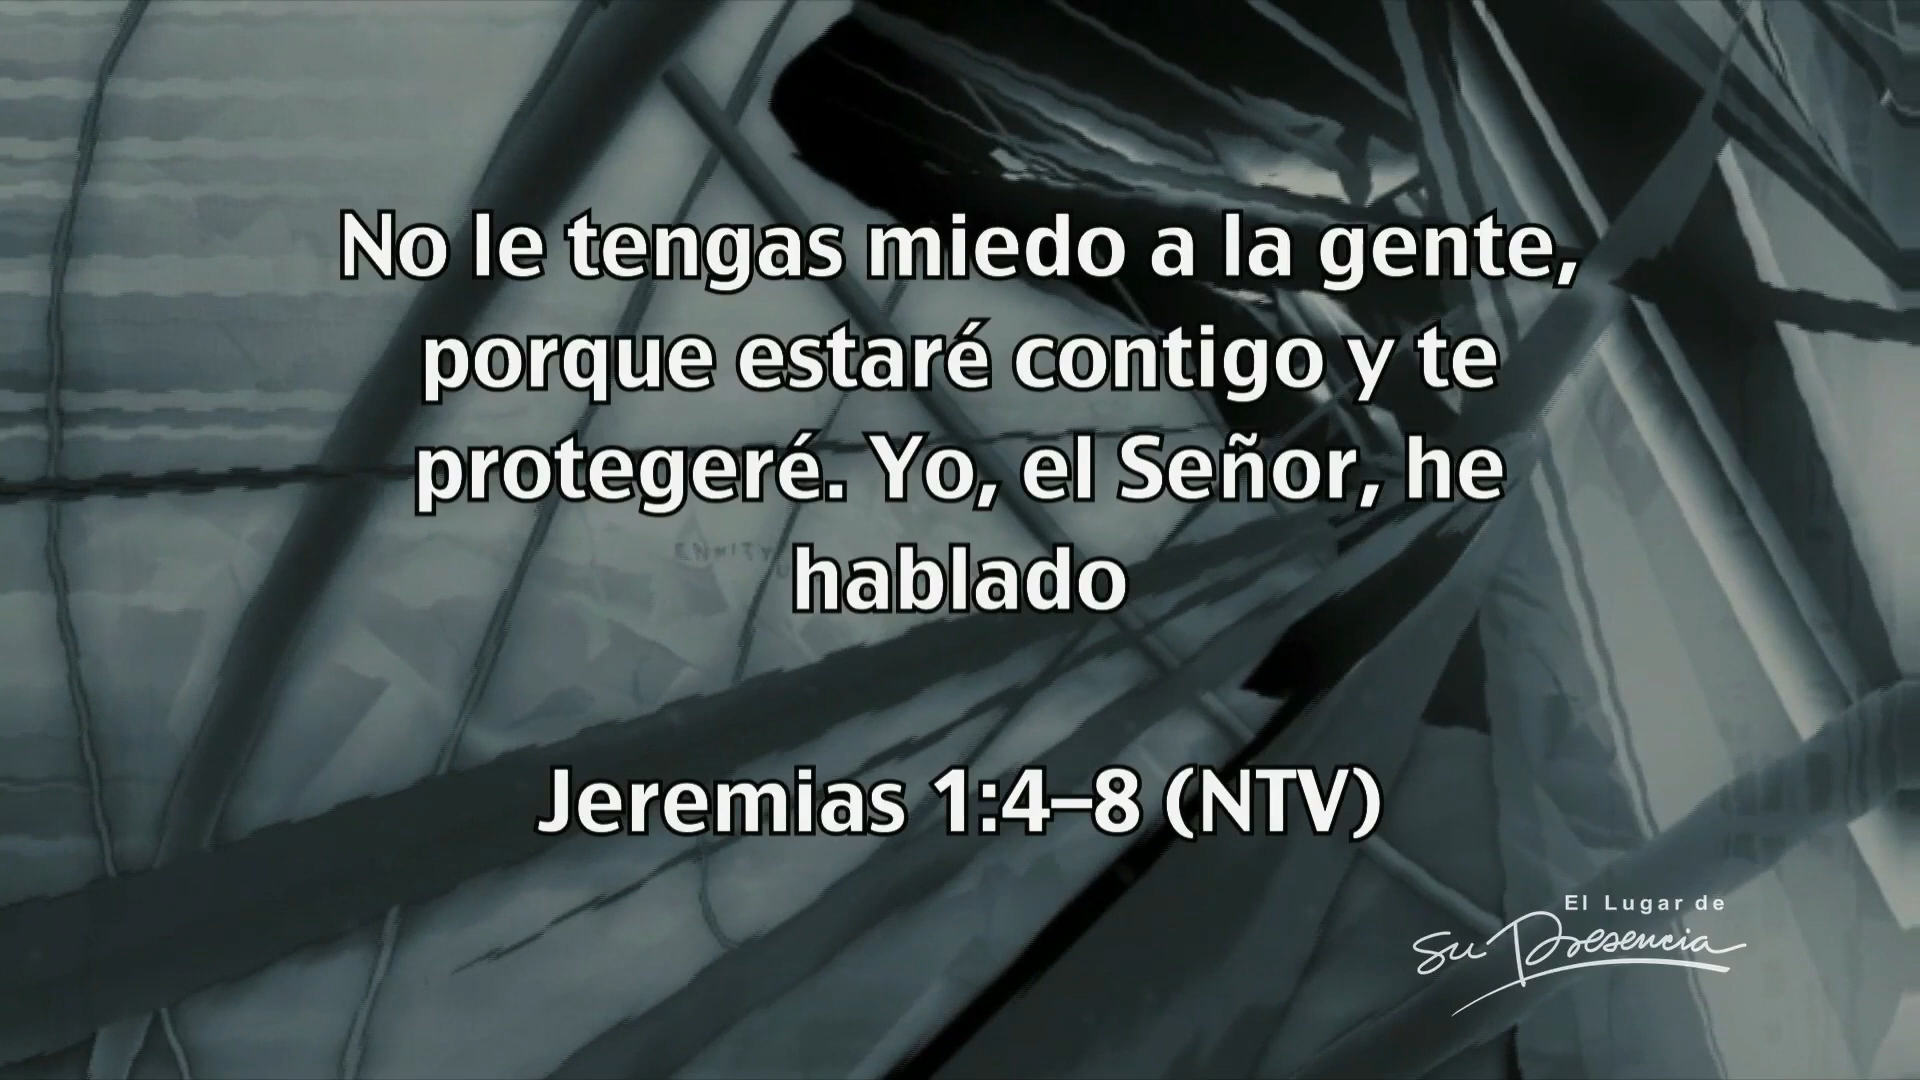 No le tengas miedo a la gente,
porque estaré contigo y te
protegeré. Yo, el Señor, he
hablado
ENMITY
Jeremias 1:4–8 (NTV)
El Lugar de
Su Presencia